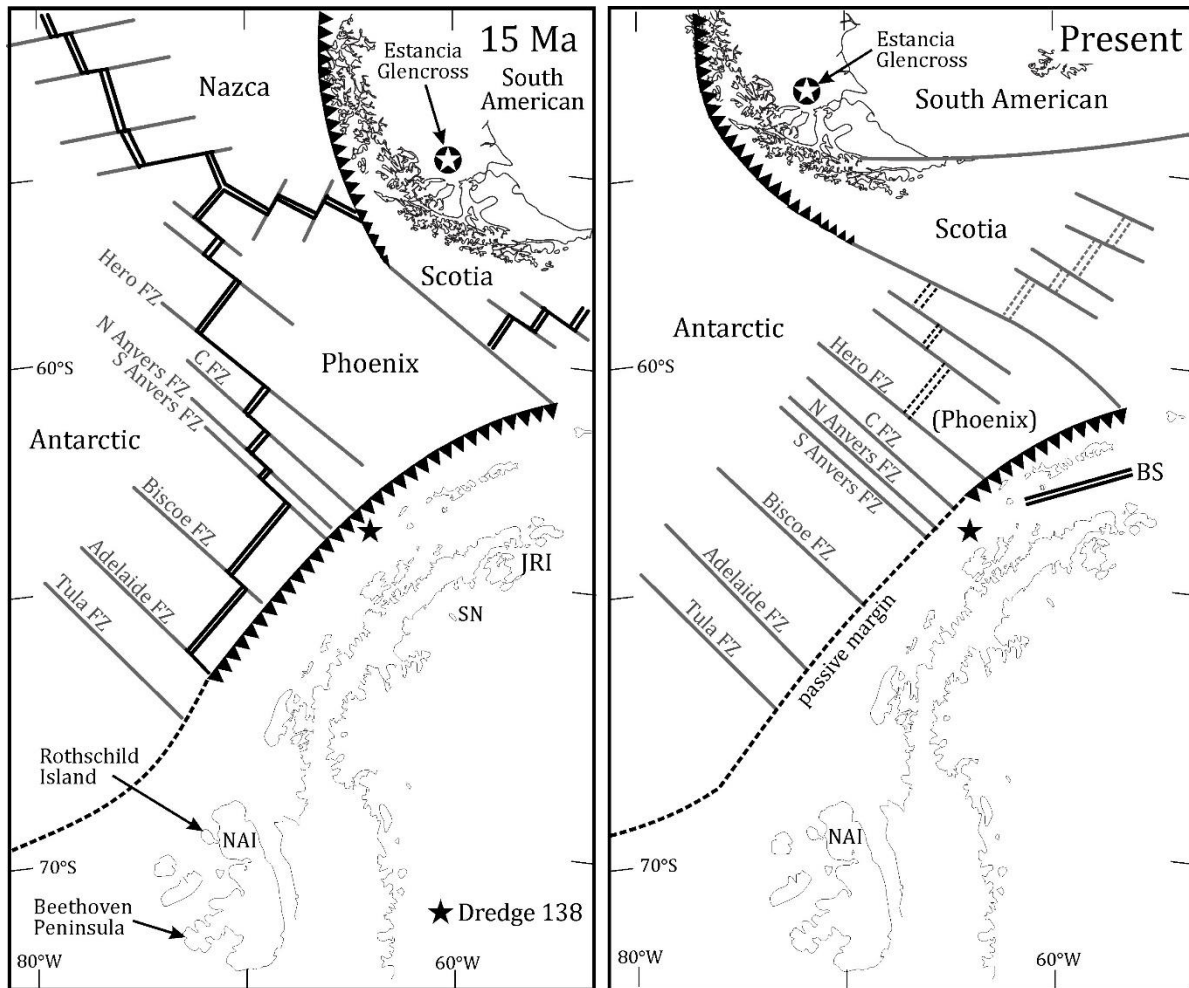 15 Ma
Estancia
Glencross
South
American
Nazca
Scotia
Hero FZ
N Anvers FZ
S Anvers FZ
C FZ
Phoenix
60°S
Antarctic
Biscoe FZ
Adelaide FZ
Tula FZ
JRI
SN
Rothschild
Island
NAI
70°S
Beethoven
Peninsula
Dredge 138
80°W
60°W
Present
Estancia
Glencross
South American
Scotia
Antarctic
60°S
Hero FZ
C FZ
N Anvers FZ
S Anvers FZ
(Phoenix)
BS
Biscoe FZ
Adelaide FZ
Tula FZ
passive margin
NAI
70°S
80°W
60°W